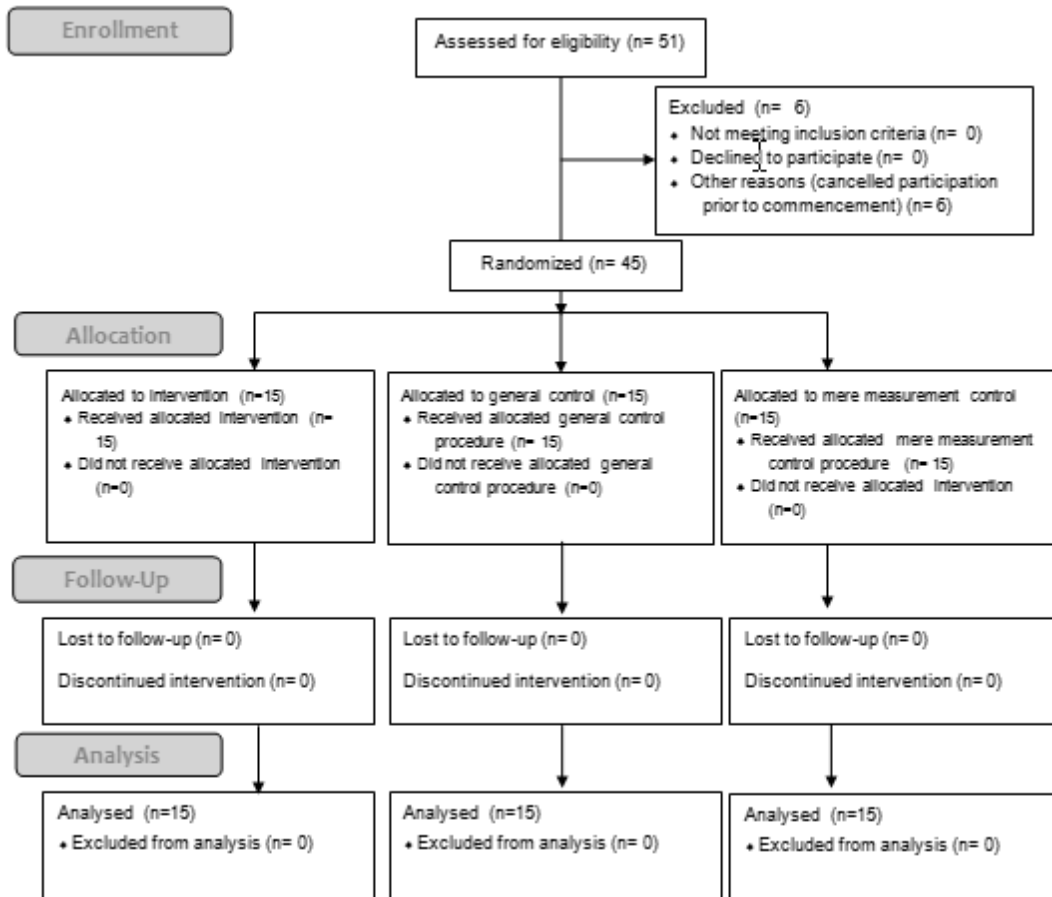 Enrollment
Assessed for eligibility (n= 51)
Excluded (n= 6)
⬥ Not meeting inclusion criteria (n= 0)
⬥ Declined to participate (n= 0)
⬥ Other reasons (cancelled participation
prior to commencement) (n= 6)
Randomized (n= 45)
Allocation
Allocated to intervention (n=15)
⬥ Received allocated intervention (n=
15)
⬥ Did not receive allocated intervention
(n=0)
Allocated to general control (n=15)
⬥ Received allocated general control
procedure (n= 15)
⬥ Did not receive allocated general
control procedure (n=0)
Allocated to mere measurement control
(n=15)
⬥ Received allocated mere measurement
control procedure (n= 15)
⬥ Did not receive allocated intervention
(n=0)
Follow-Up
Lost to follow-up (n= 0)
Discontinued intervention (n= 0)
Lost to follow-up (n= 0)
Discontinued intervention (n= 0)
Lost to follow-up (n= 0)
Discontinued intervention (n= 0)
Analysis
Analysed (n=15)
⬥ Excluded from analysis (n= 0)
Analysed (n=15)
⬥ Excluded from analysis (n= 0)
Analysed (n=15)
⬥ Excluded from analysis (n= 0)